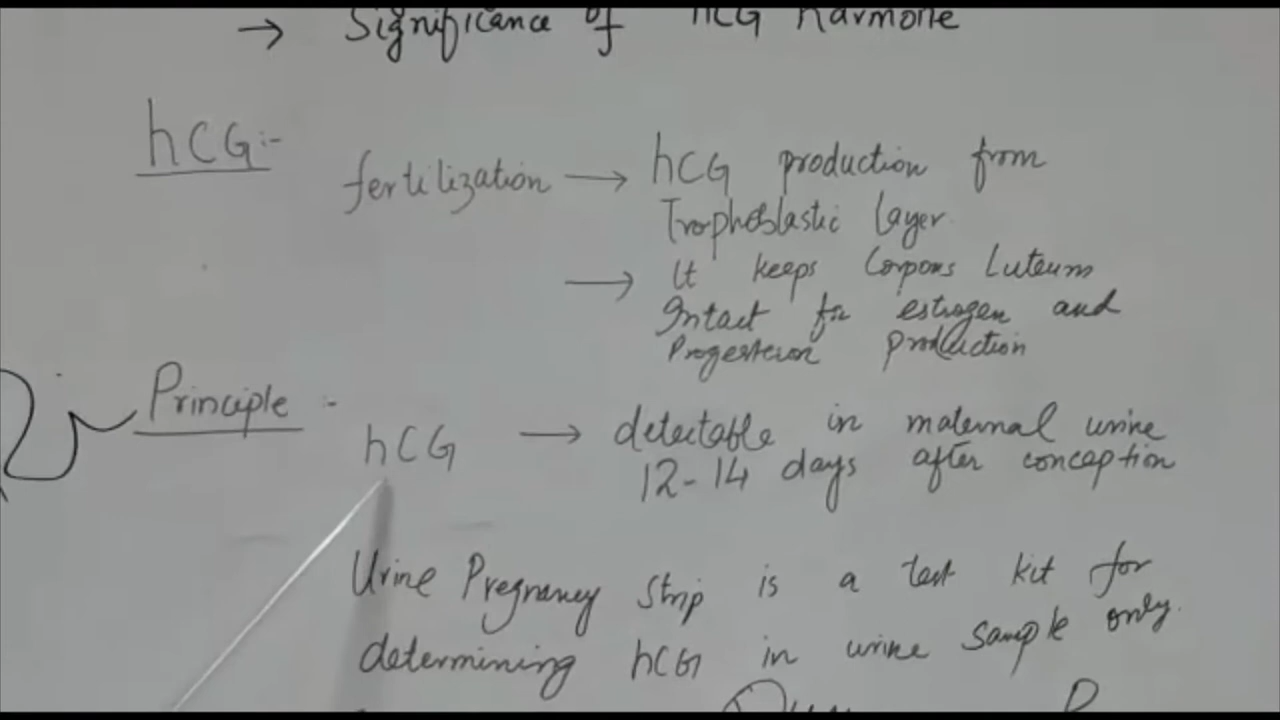 → Significance of hCG Harmone
hCG:-
fertilization → hCG production from
Trophoblastic layer
→ It keeps Corpous Luteum
Intact for estrogen and
Progesteron production
Principle :-
hCG → detectable in maternal urine
12-14 days after conception
Urine Pregnancy Strip is a test kit for
determining hCG in urine sample only.